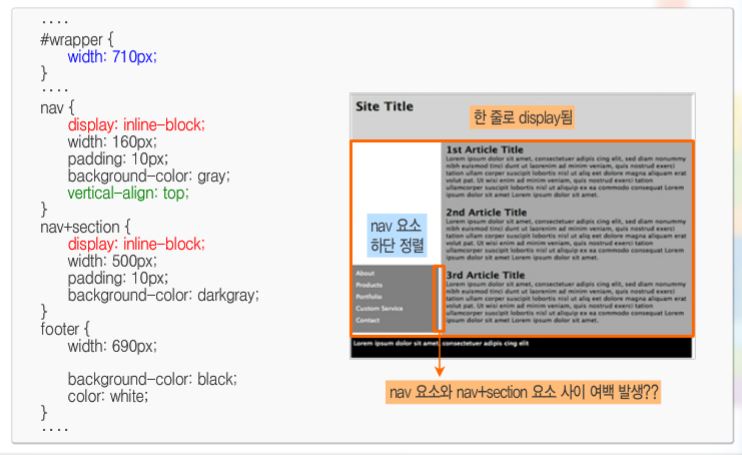 ....
#wrapper {
width: 710px;
}
....
nav {
display: inline-block;
width: 160px;
padding: 10px;
background-color: gray;
vertical-align: top;
}
nav+section {
display: inline-block;
width: 500px;
padding: 10px;
background-color: darkgray;
}
footer {
width: 690px;
background-color: black;
color: white;
}
....
Site Title
한 줄로 display됨
nav 요소
하단 정렬
About
Products
Portfolio
Custom Service
Contact
1st Article Title
Lorem ipsum dolor sit amet, consectetuer adipis cing elit, sed diam nonummy
nibh euismod tinci dunt ut laorenim ad minim veniam, quis nostrud exerci
tation ullam corper suscipit lobortis nisl ut aliq eet dolore magna aliquam erat
volut pat. Ut wisi enim ad minim veniam, quis nostrud exerci tation
ullamcorper suscipit lobortis nisl ut aliquip ex ea commodo consequat Lorem
ipsum dolor sit amet.
2nd Article Title
Lorem ipsum dolor sit amet, consectetuer adipis cing elit, sed diam nonummy
nibh euismod tinci dunt ut laorenim ad minim veniam, quis nostrud exerci
tation ullam corper suscipit lobortis nisl ut aliq eet dolore magna aliquam erat
volut pat. Ut wisi enim ad minim veniam, quis nostrud exerci tation
ullamcorper suscipit lobortis nisl ut aliquip ex ea commodo consequat Lorem
ipsum dolor sit amet.
3rd Article Title
Lorem ipsum dolor sit amet, consectetuer adipis cing elit, sed diam nonummy
nibh euismod tinci dunt ut laorenim ad minim veniam, quis nostrud exerci
tation ullam corper suscipit lobortis nisl ut aliq eet dolore magna aliquam erat
volut pat. Ut wisi enim ad minim veniam, quis nostrud exerci tation
ullamcorper suscipit lobortis nisl ut aliquip ex ea commodo consequat Lorem
ipsum dolor sit amet Lorem ipsum dolor sit amet.
Lorem ipsum dolor sit amet, consectetuer adipis cing elit
nav 요소와 nav+section 요소 사이 여백 발생??